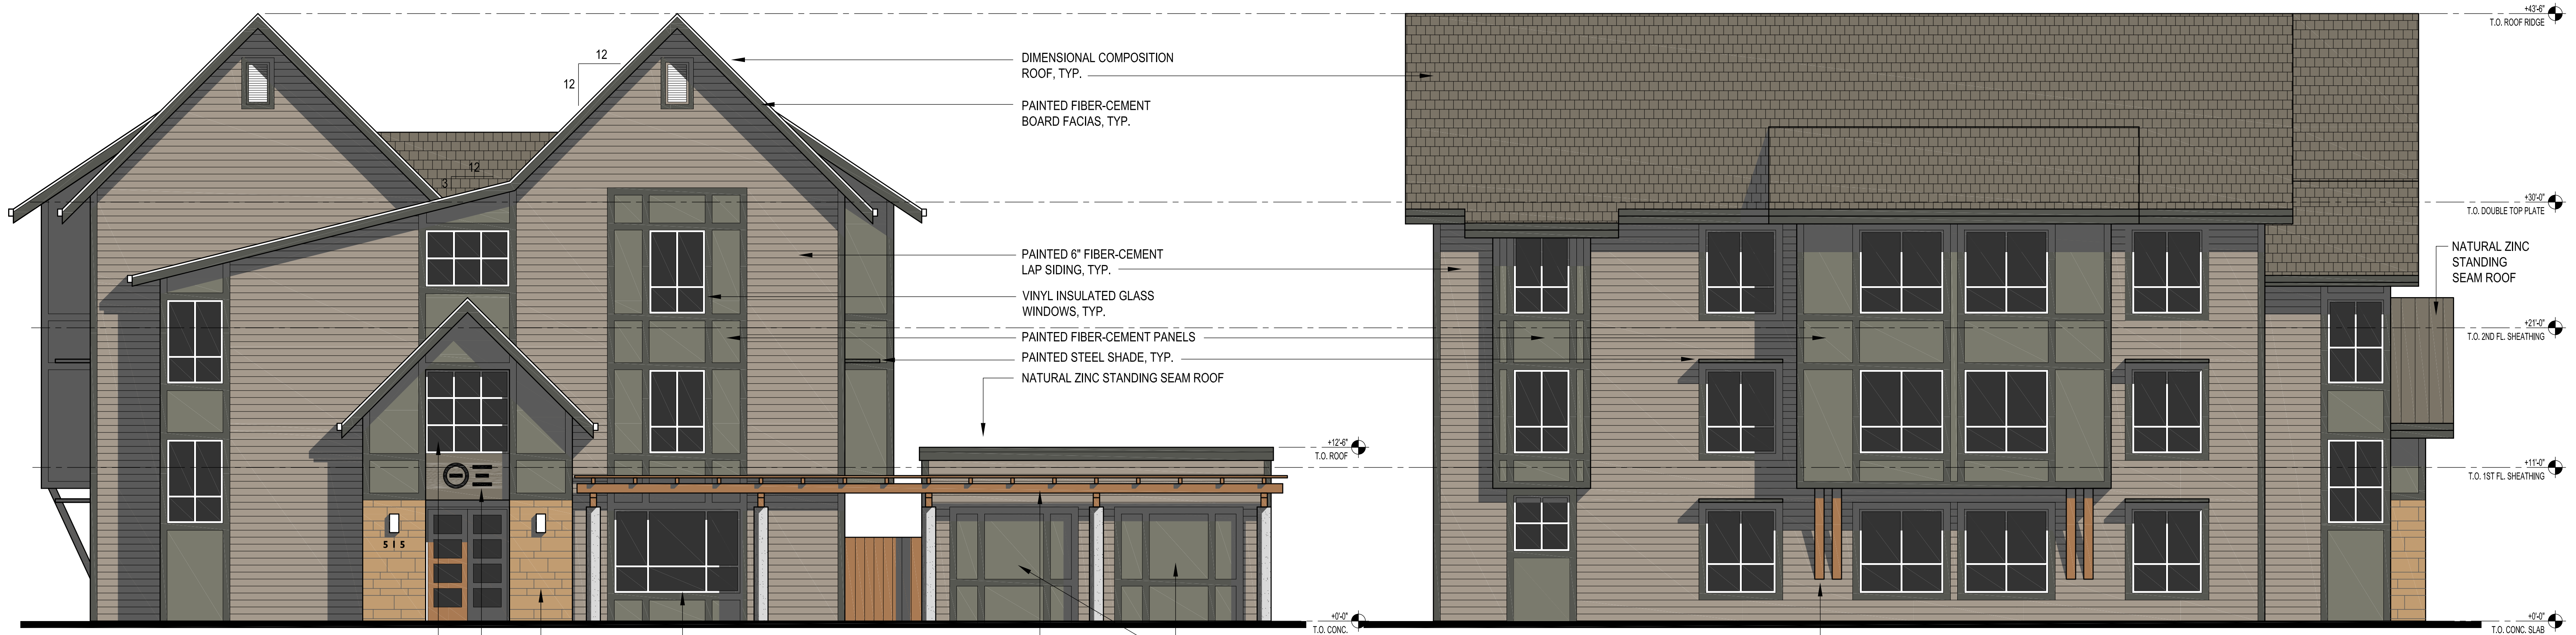 12
12
12
3
ΘΞ
515
DIMENSIONAL COMPOSITION
ROOF, TYP.
PAINTED FIBER-CEMENT
BOARD FACIAS, TYP.
PAINTED 6" FIBER-CEMENT
LAP SIDING, TYP.
VINYL INSULATED GLASS
WINDOWS, TYP.
PAINTED FIBER-CEMENT PANELS
PAINTED STEEL SHADE, TYP.
NATURAL ZINC STANDING SEAM ROOF
+12'-6"
T.O. ROOF
+0'-0"
T.O. CONC.
+43'-6"
T.O. ROOF RIDGE
+30'-0"
T.O. DOUBLE TOP PLATE
NATURAL ZINC
STANDING
SEAM ROOF
+21'-0"
T.O. 2ND FL. SHEATHING
+11'-0"
T.O. 1ST FL. SHEATHING
+0'-0"
T.O. CONC. SLAB